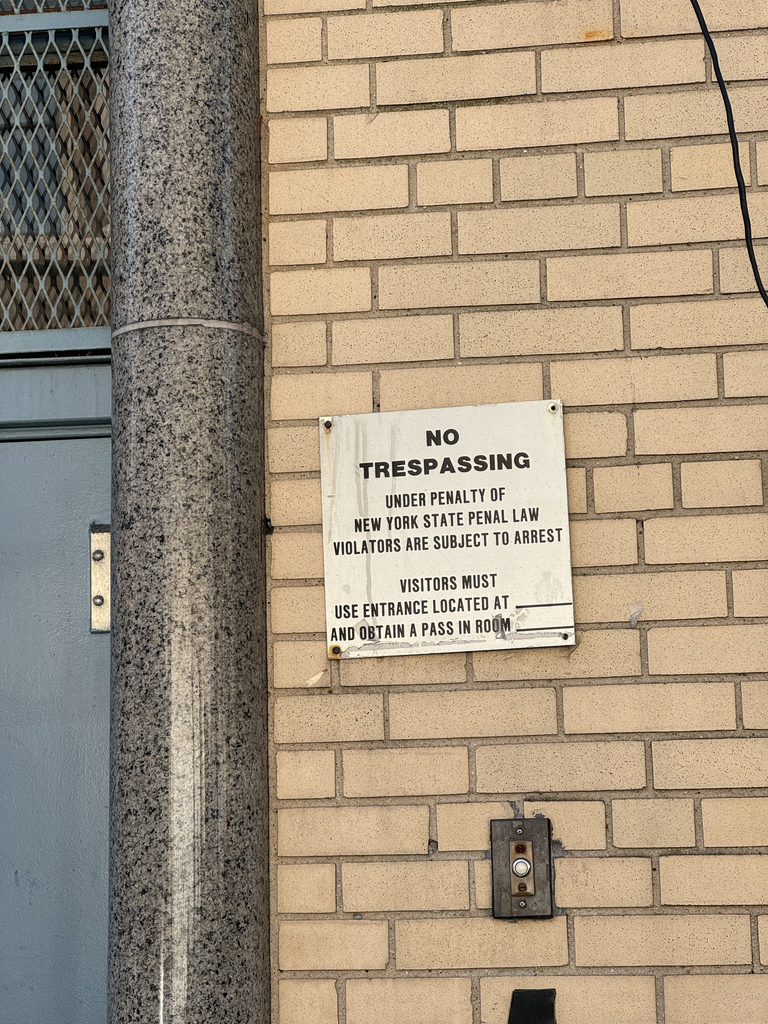 NO
TRESPASSING
UNDER PENALTY OF
NEW YORK STATE PENAL LAW
VIOLATORS ARE SUBJECT TO ARREST
VISITORS MUST
USE ENTRANCE LOCATED AT
AND OBTAIN A PASS IN ROOM